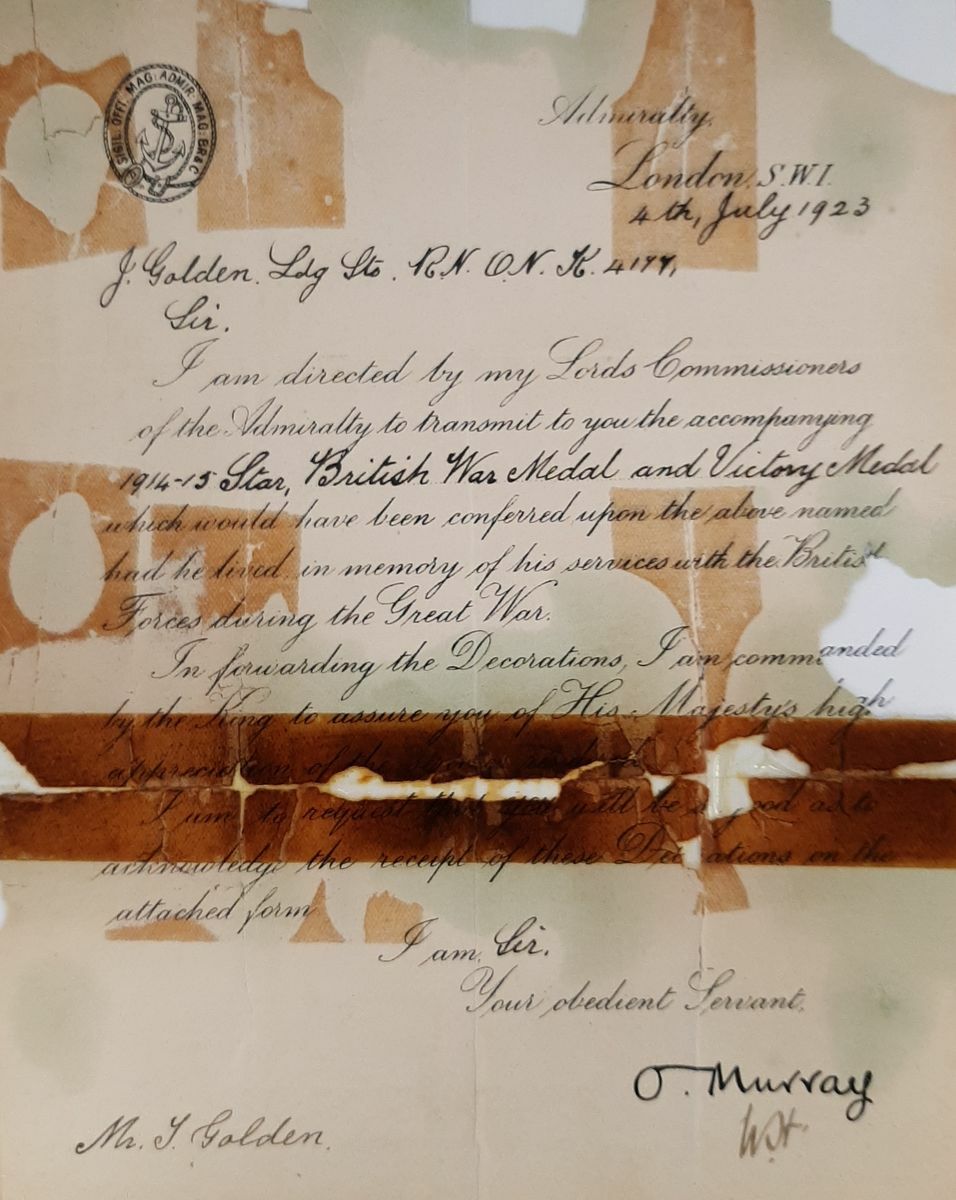 SIGIL. OFFI. MAG: ADMIR. MAG: BR & C
Admiralty,
London, S.W.1.
4th, July 1923
J. Golden. Ldg Sto. R.N. O.N. K. 4177,
Sir.
I am directed by my Lords Commissioners
of the Admiralty to transmit to you the accompanying
1914-15 Star, British War Medal and Victory Medal
which would have been conferred upon the above named
had he lived in memory of his services with the British
Forces during the Great War.
In forwarding the Decorations, I am commanded
by the King to assure you of His Majesty's high
appreciation of the
I am to request that you will be so good as to
acknowledge the receipt of these Decorations on the
attached form
I am, Sir.
Your obedient Servant,
O. Murray
W.H.
Mr. T. Golden.